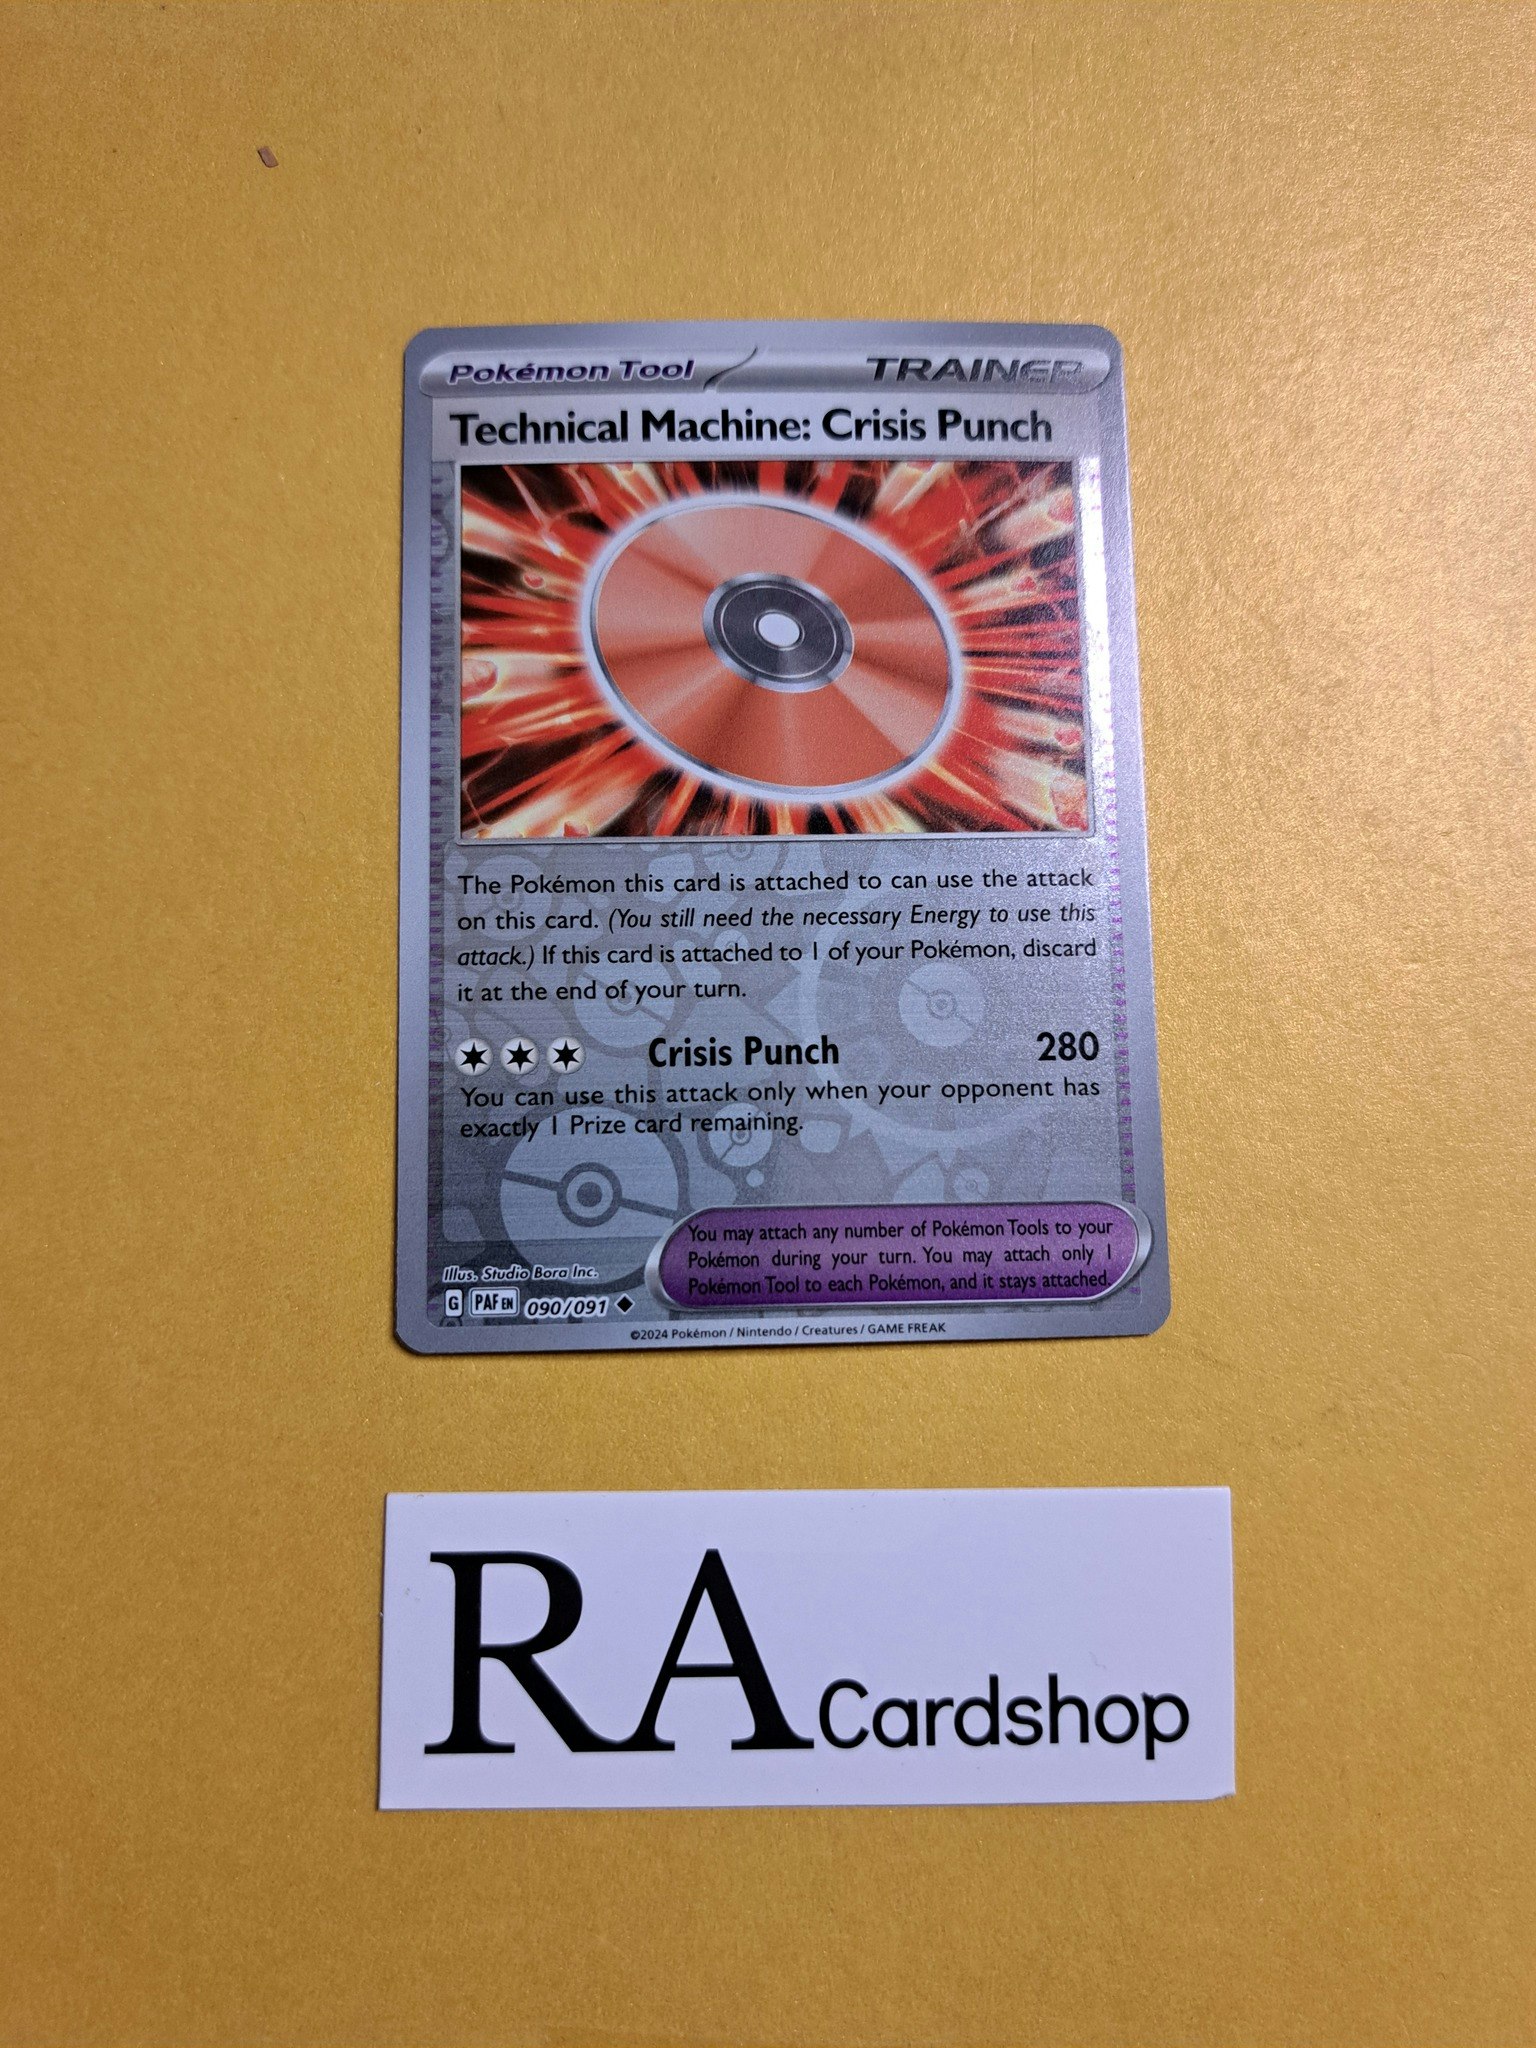 Pokémon Tool TRAINER
Technical Machine: Crisis Punch
The Pokémon this card is attached to can use the attack
on this card. (You still need the necessary Energy to use this
attack.) If this card is attached to 1 of your Pokémon, discard
it at the end of your turn.
Crisis Punch 280
You can use this attack only when your opponent has
exactly 1 Prize card remaining.
You may attach any number of Pokémon Tools to your
Pokémon during your turn. You may attach only 1
Pokémon Tool to each Pokémon, and it stays attached.
Illus. Studio Bora Inc.
G PAF EN 090/091
©2024 Pokémon / Nintendo / Creatures / GAME FREAK
RA Cardshop